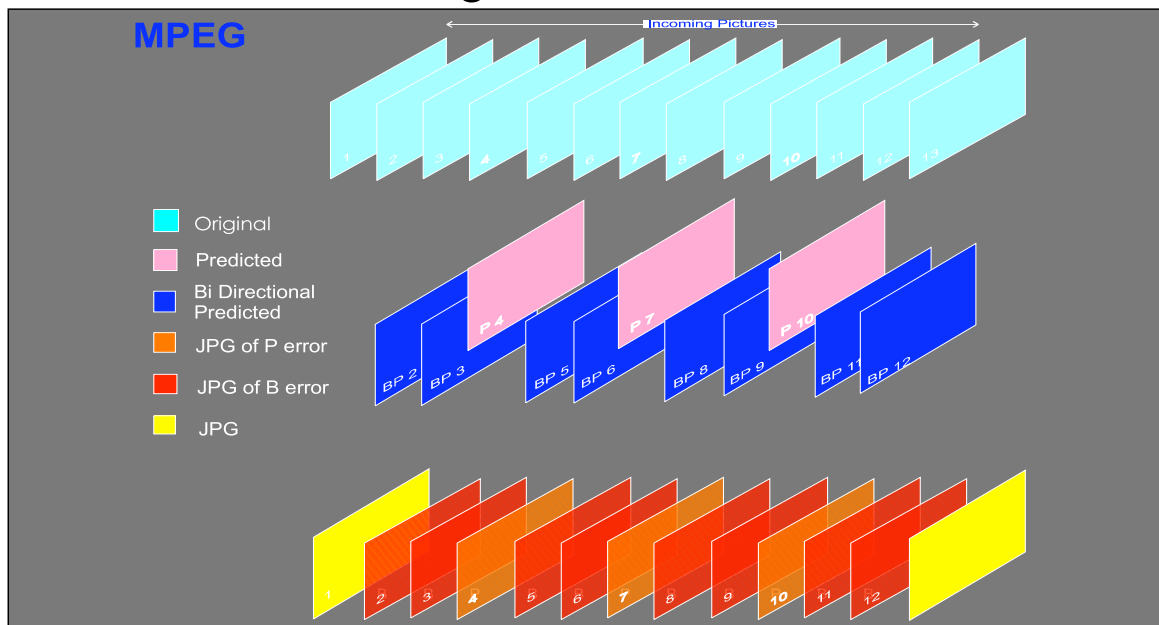 Incoming Pictures
MPEG
1 2 3 4 5 6 7 8 9 10 11 12 13
Original
Predicted
Bi Directional
Predicted
JPG of P error
JPG of B error
JPG
P 4 P 7 P 10
BP 2 BP 3 BP 5 BP 6 BP 8 BP 9 BP 11 BP 12
1 2 3 4 5 6 7 8 9 10 11 12